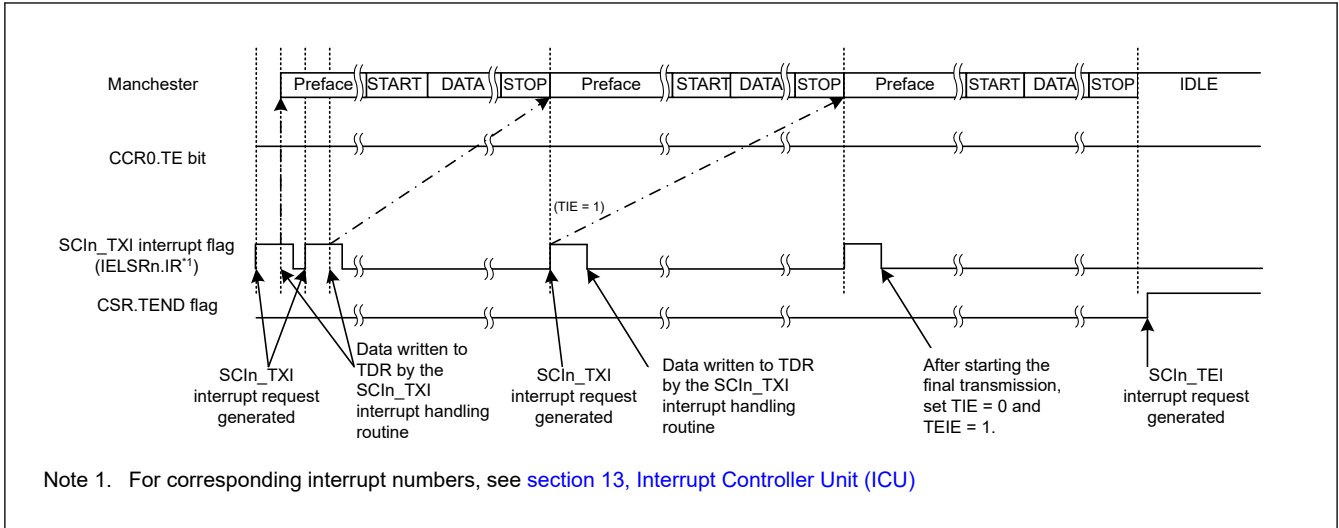 Manchester
Preface START DATA STOP Preface START DATA STOP Preface START DATA STOP IDLE
CCR0.TE bit
(TIE = 1)
SCIn_TXI interrupt flag
(IELSRn.IR*1)
CSR.TEND flag
SCIn_TXI
interrupt request
generated
Data written to
TDR by the
SCIn_TXI
interrupt handling
routine
SCIn_TXI
interrupt request
generated
Data written to TDR
by the SCIn_TXI
interrupt handling
routine
After starting the
final transmission,
set TIE = 0 and
TEIE = 1.
SCIn_TEI
interrupt request
generated
Note 1. For corresponding interrupt numbers, see section 13, Interrupt Controller Unit (ICU)